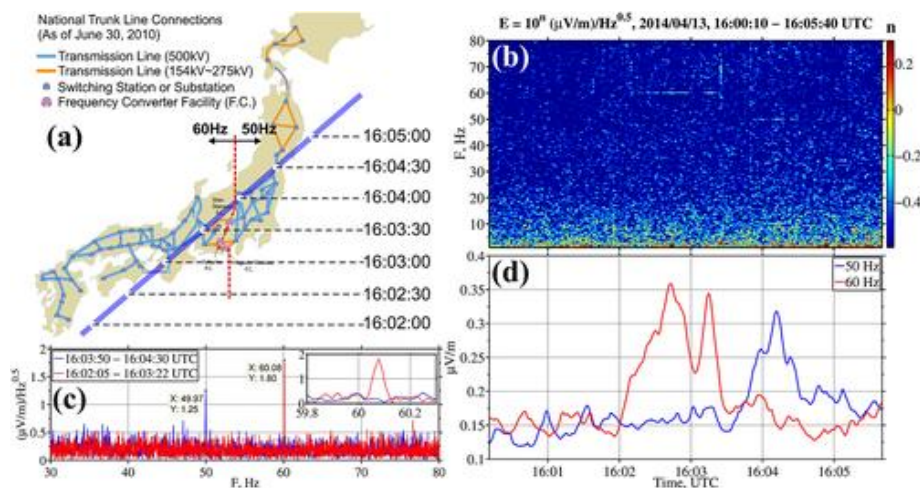 National Trunk Line Connections
(As of June 30, 2010)
Transmission Line (500kV)
Transmission Line (154kV~275kV)
Switching Station or Substation
Frequency Converter Facility (F.C.)
(a)
60Hz 50Hz
16:05:00
16:04:30
16:04:00
16:03:30
16:03:00
16:02:30
16:02:00
E = 10ⁿ (μV/m)/Hz⁰·⁵, 2014/04/13, 16:00:10 − 16:05:40 UTC
n
(b)
F, Hz
80
70
60
50
40
30
20
10
0.2
0
−0.2
−0.4
(c)
16:03:50 − 16:04:30 UTC
16:02:05 − 16:03:22 UTC
X: 49.97
Y: 1.25
X: 60.08
Y: 1.80
2
1
0
59.8 60 60.2
(μV/m)/Hz⁰·⁵
2
1.5
1
0.5
0
30 40 50 60 70 80
F, Hz
(d)
50 Hz
60 Hz
μV/m
0.4
0.35
0.3
0.25
0.2
0.15
0.1
16:01 16:02 16:03 16:04 16:05
Time, UTC